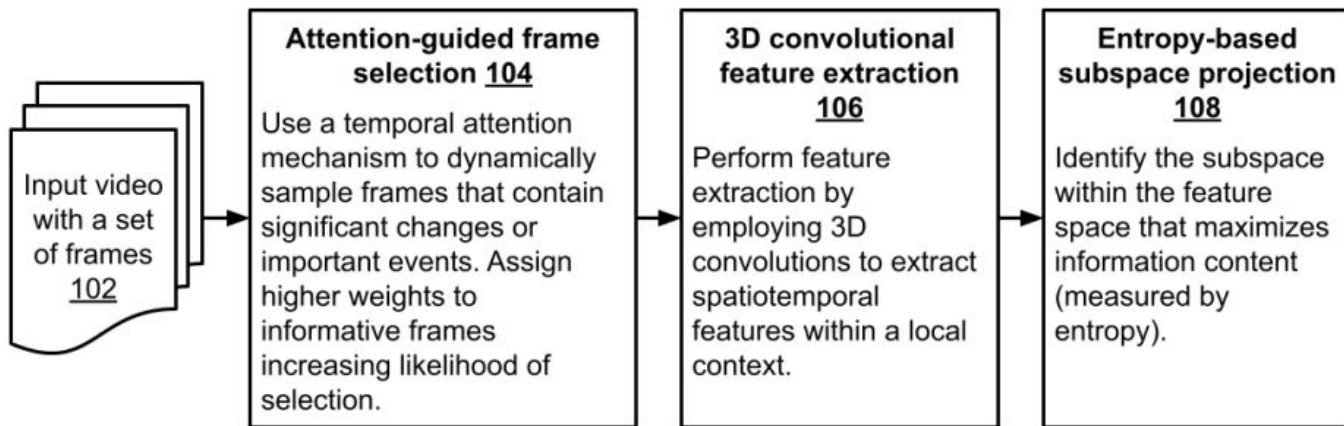 Input video
with a set
of frames
102
Attention-guided frame
selection 104
Use a temporal attention
mechanism to dynamically
sample frames that contain
significant changes or
important events. Assign
higher weights to
informative frames
increasing likelihood of
selection.
3D convolutional
feature extraction
106
Perform feature
extraction by
employing 3D
convolutions to extract
spatiotemporal
features within a local
context.
Entropy-based
subspace projection
108
Identify the subspace
within the feature
space that maximizes
information content
(measured by
entropy).